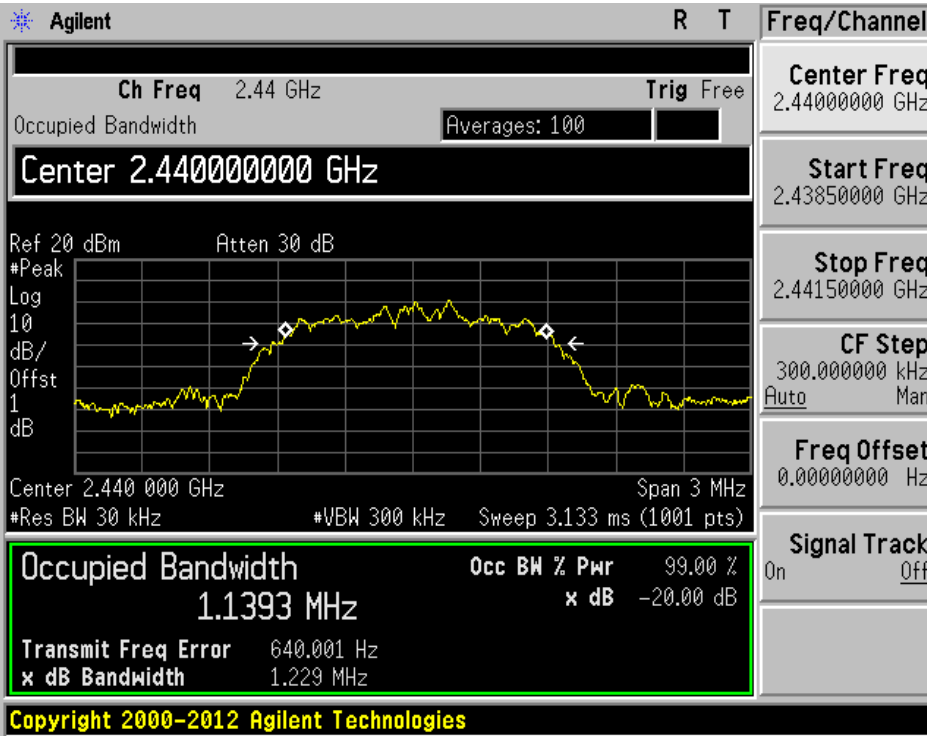 Agilent R T Freq/Channel
Ch Freq 2.44 GHz Trig Free
Occupied Bandwidth Averages: 100
Center 2.440000000 GHz
Ref 20 dBm Atten 30 dB
#Peak
Log
10
dB/
Offst
1
dB
Center 2.440 000 GHz Span 3 MHz
#Res BW 30 kHz #VBW 300 kHz Sweep 3.133 ms (1001 pts)
Occupied Bandwidth Occ BW % Pwr 99.00 %
1.1393 MHz x dB -20.00 dB
Transmit Freq Error 640.001 Hz
x dB Bandwidth 1.229 MHz
Center Freq
2.44000000 GHz
Start Freq
2.43850000 GHz
Stop Freq
2.44150000 GHz
CF Step
300.000000 kHz
Auto Man
Freq Offset
0.00000000 Hz
Signal Track
On Off
Copyright 2000-2012 Agilent Technologies